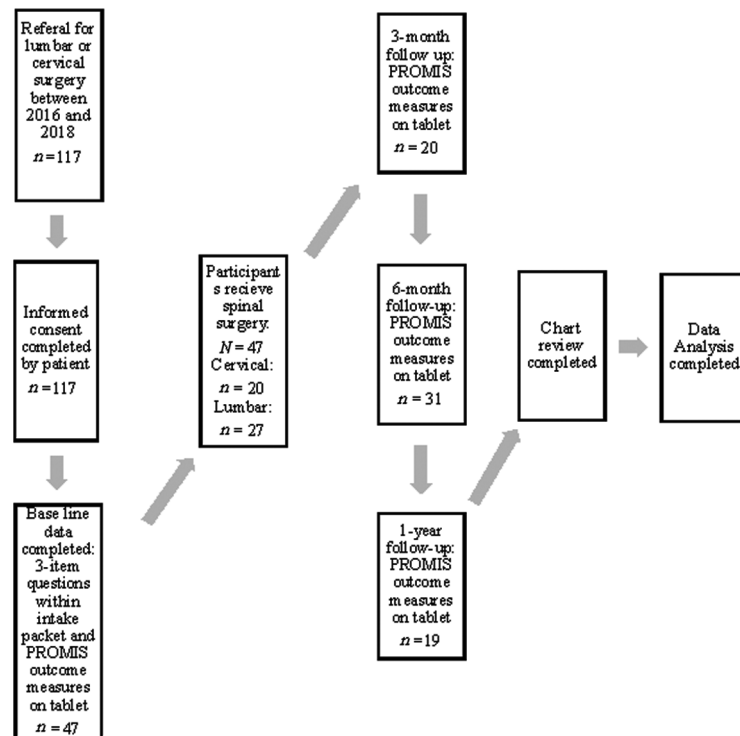 Referal for
lumbar or
cervical
surgery
between
2016 and
2018
n=117
Informed
consent
completed
by patient
n=117
Base line
data
completed:
3-item
questions
within
intake
packet and
PROMIS
outcome
measures
on tablet
n = 47
Participant
s recieve
spinal
surgery:
N = 47
Cervical:
n = 20
Lumbar:
n = 27
3-month
follow up:
PROMIS
outcome
measures
on tablet
n = 20
6-month
follow-up:
PROMIS
outcome
measures
on tablet
n = 31
1-year
follow-up:
PROMIS
outcome
measures
on tablet
n =19
Chart
review
completed
Data
Analysis
completed